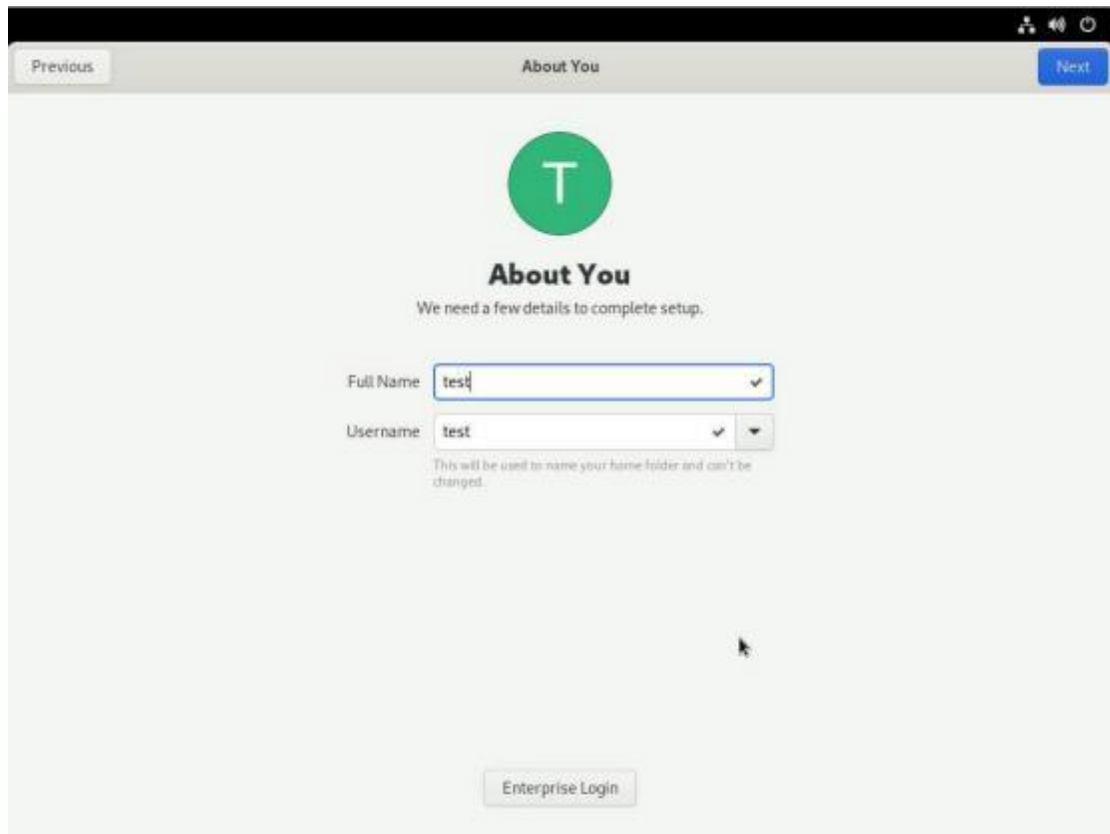 Previous
About You
Next
T
About You
We need a few details to complete setup.
Full Name test
Username test
This will be used to name your home folder and can't be
changed.
Enterprise Login